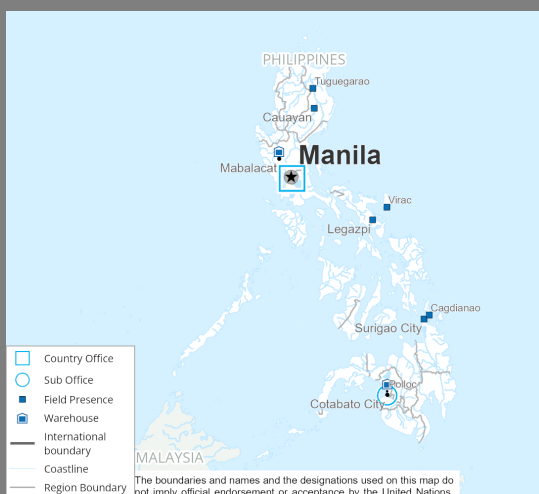 PHILIPPINES
Tuguegarao
Cauayan
Manila
Mabalacat
Virac
Legazpi
Cagdianao
Surigao City
Polloc
Cotabato City
Country Office
Sub Office
Field Presence
Warehouse
International
boundary
Coastline
Region Boundary
MALAYSIA
The boundaries and names and the designations used on this map do
not imply official endorsement or acceptance by the United Nations.